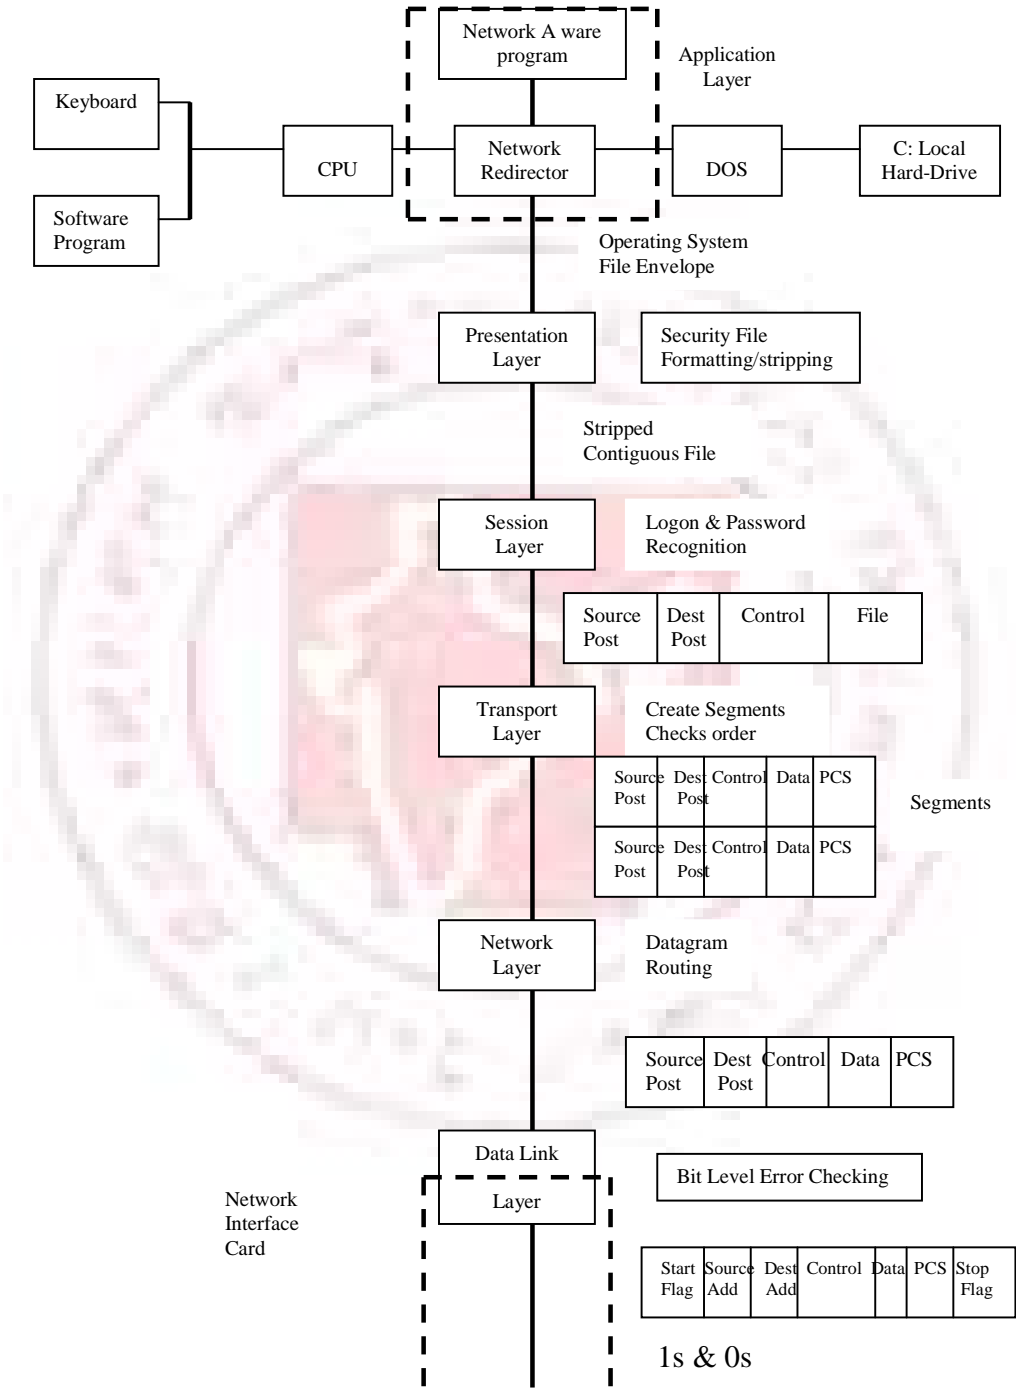 Network A ware
program
Application
Layer
Keyboard
CPU
Network
Redirector
DOS
C: Local
Hard-Drive
Software
Program
Operating System
File Envelope
Presentation
Layer
Security File
Formatting/stripping
Stripped
Contiguous File
Session
Layer
Logon & Password
Recognition
Source Dest Control File
Post Post
Transport
Layer
Create Segments
Checks order
Source Dest Control Data PCS
Post Post
Segments
Source Dest Control Data PCS
Post Post
Network
Layer
Datagram
Routing
Source Dest Control Data PCS
Post Post
Data Link
Layer
Bit Level Error Checking
Network
Interface
Card
Start Source Dest Control Data PCS Stop
Flag Add Add Flag
1s & 0s